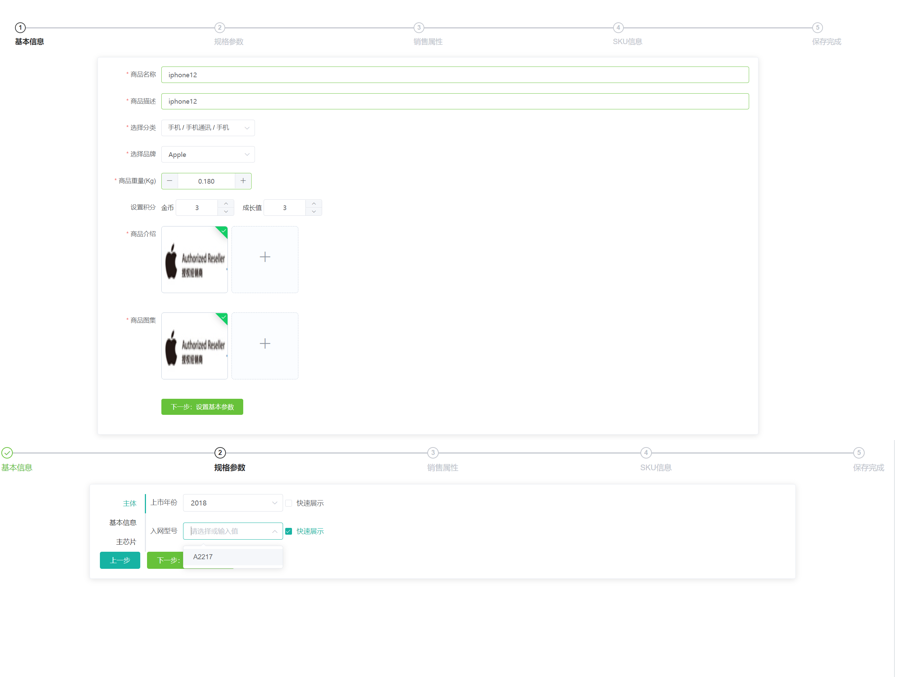 1 2 3 4 5
基本信息 规格参数 销售属性 SKU信息 保存完成
* 商品名称 iphone12
* 商品描述 iphone12
* 选择分类 手机 / 手机通讯 / 手机
* 选择品牌 Apple
* 商品重量(Kg) − 0.180 +
设置积分 金币 3 成长值 3
* 商品介绍
Authorized Reseller
授权经销商
* 商品图集
Authorized Reseller
授权经销商
下一步：设置基本参数
2 3 4 5
基本信息 规格参数 销售属性 SKU信息 保存完成
主体 上市年份 2018 快速展示
基本信息
入网型号 请选择或输入值 快速展示
主芯片
A2217
上一步 下一步：